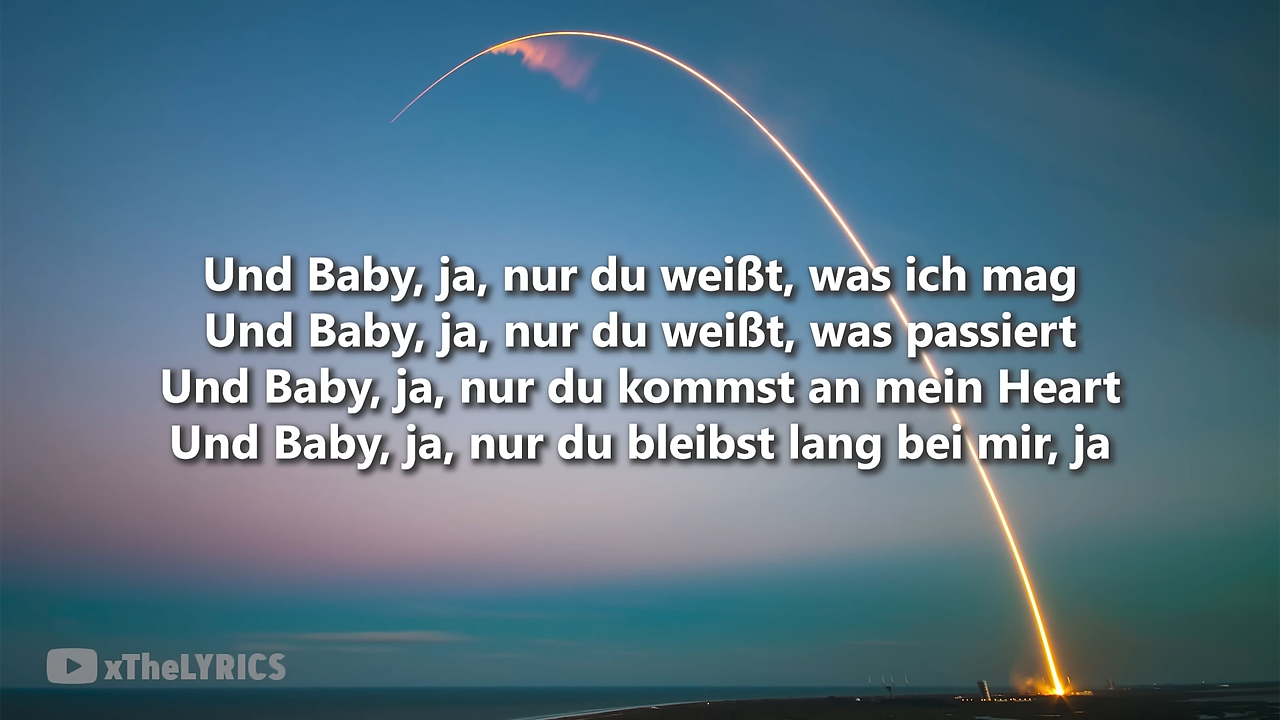 Und Baby, ja, nur du weißt, was ich mag
Und Baby, ja, nur du weißt, was passiert
Und Baby, ja, nur du kommst an mein Heart
Und Baby, ja, nur du bleibst lang bei mir, ja
xTheLYRICS